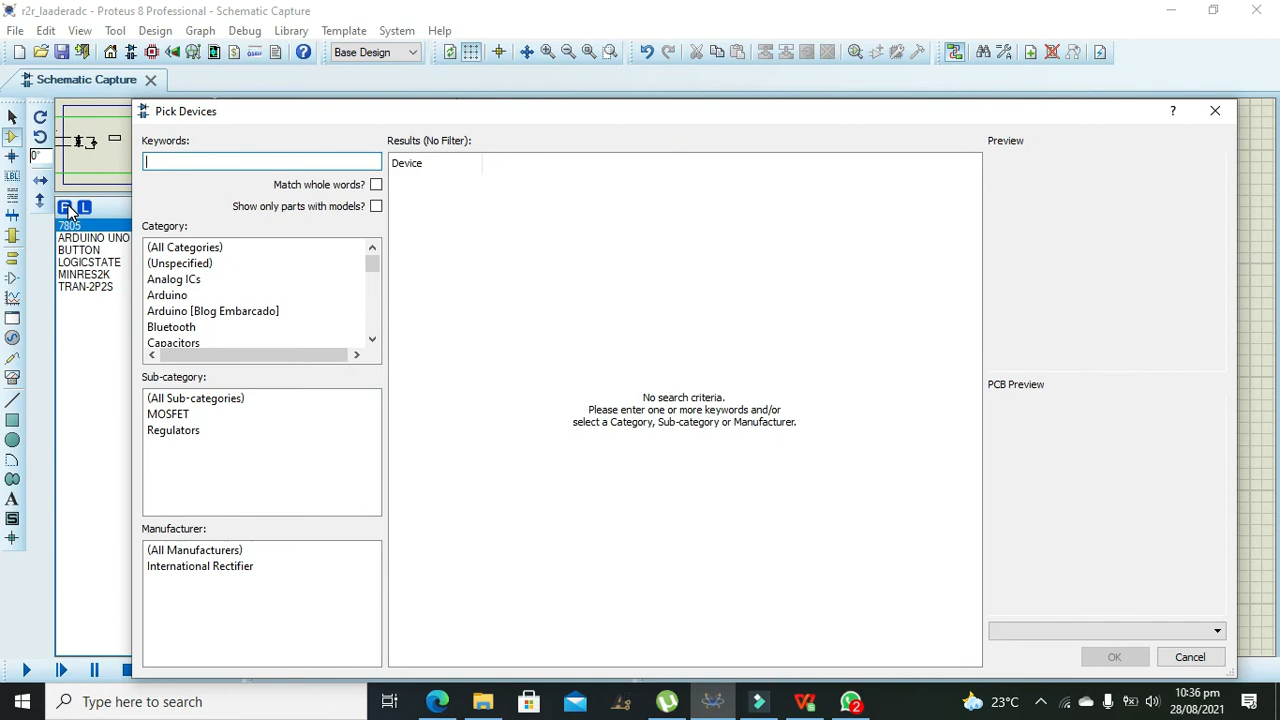 r2r_laaderadc - Proteus 8 Professional - Schematic Capture
File Edit View Tool Design Graph Debug Library Template System Help
Base Design
Schematic Capture
Pick Devices
?
Keywords:
Results (No Filter):
Preview
Device
0°
LBL
Match whole words?
Show only parts with models?
P L
Category:
7805
ARDUINO UNO
BUTTON
LOGICSTATE
MINRES2K
TRAN-2P2S
(All Categories)
(Unspecified)
Analog ICs
Arduino
Arduino [Blog Embarcado]
Bluetooth
Capacitors
Sub-category:
PCB Preview
(All Sub-categories)
MOSFET
Regulators
No search criteria.
Please enter one or more keywords and/or
select a Category, Sub-category or Manufacturer.
A
S
Manufacturer:
(All Manufacturers)
International Rectifier
OK
Cancel
Type here to search
2
23°C
10:36 pm
28/08/2021